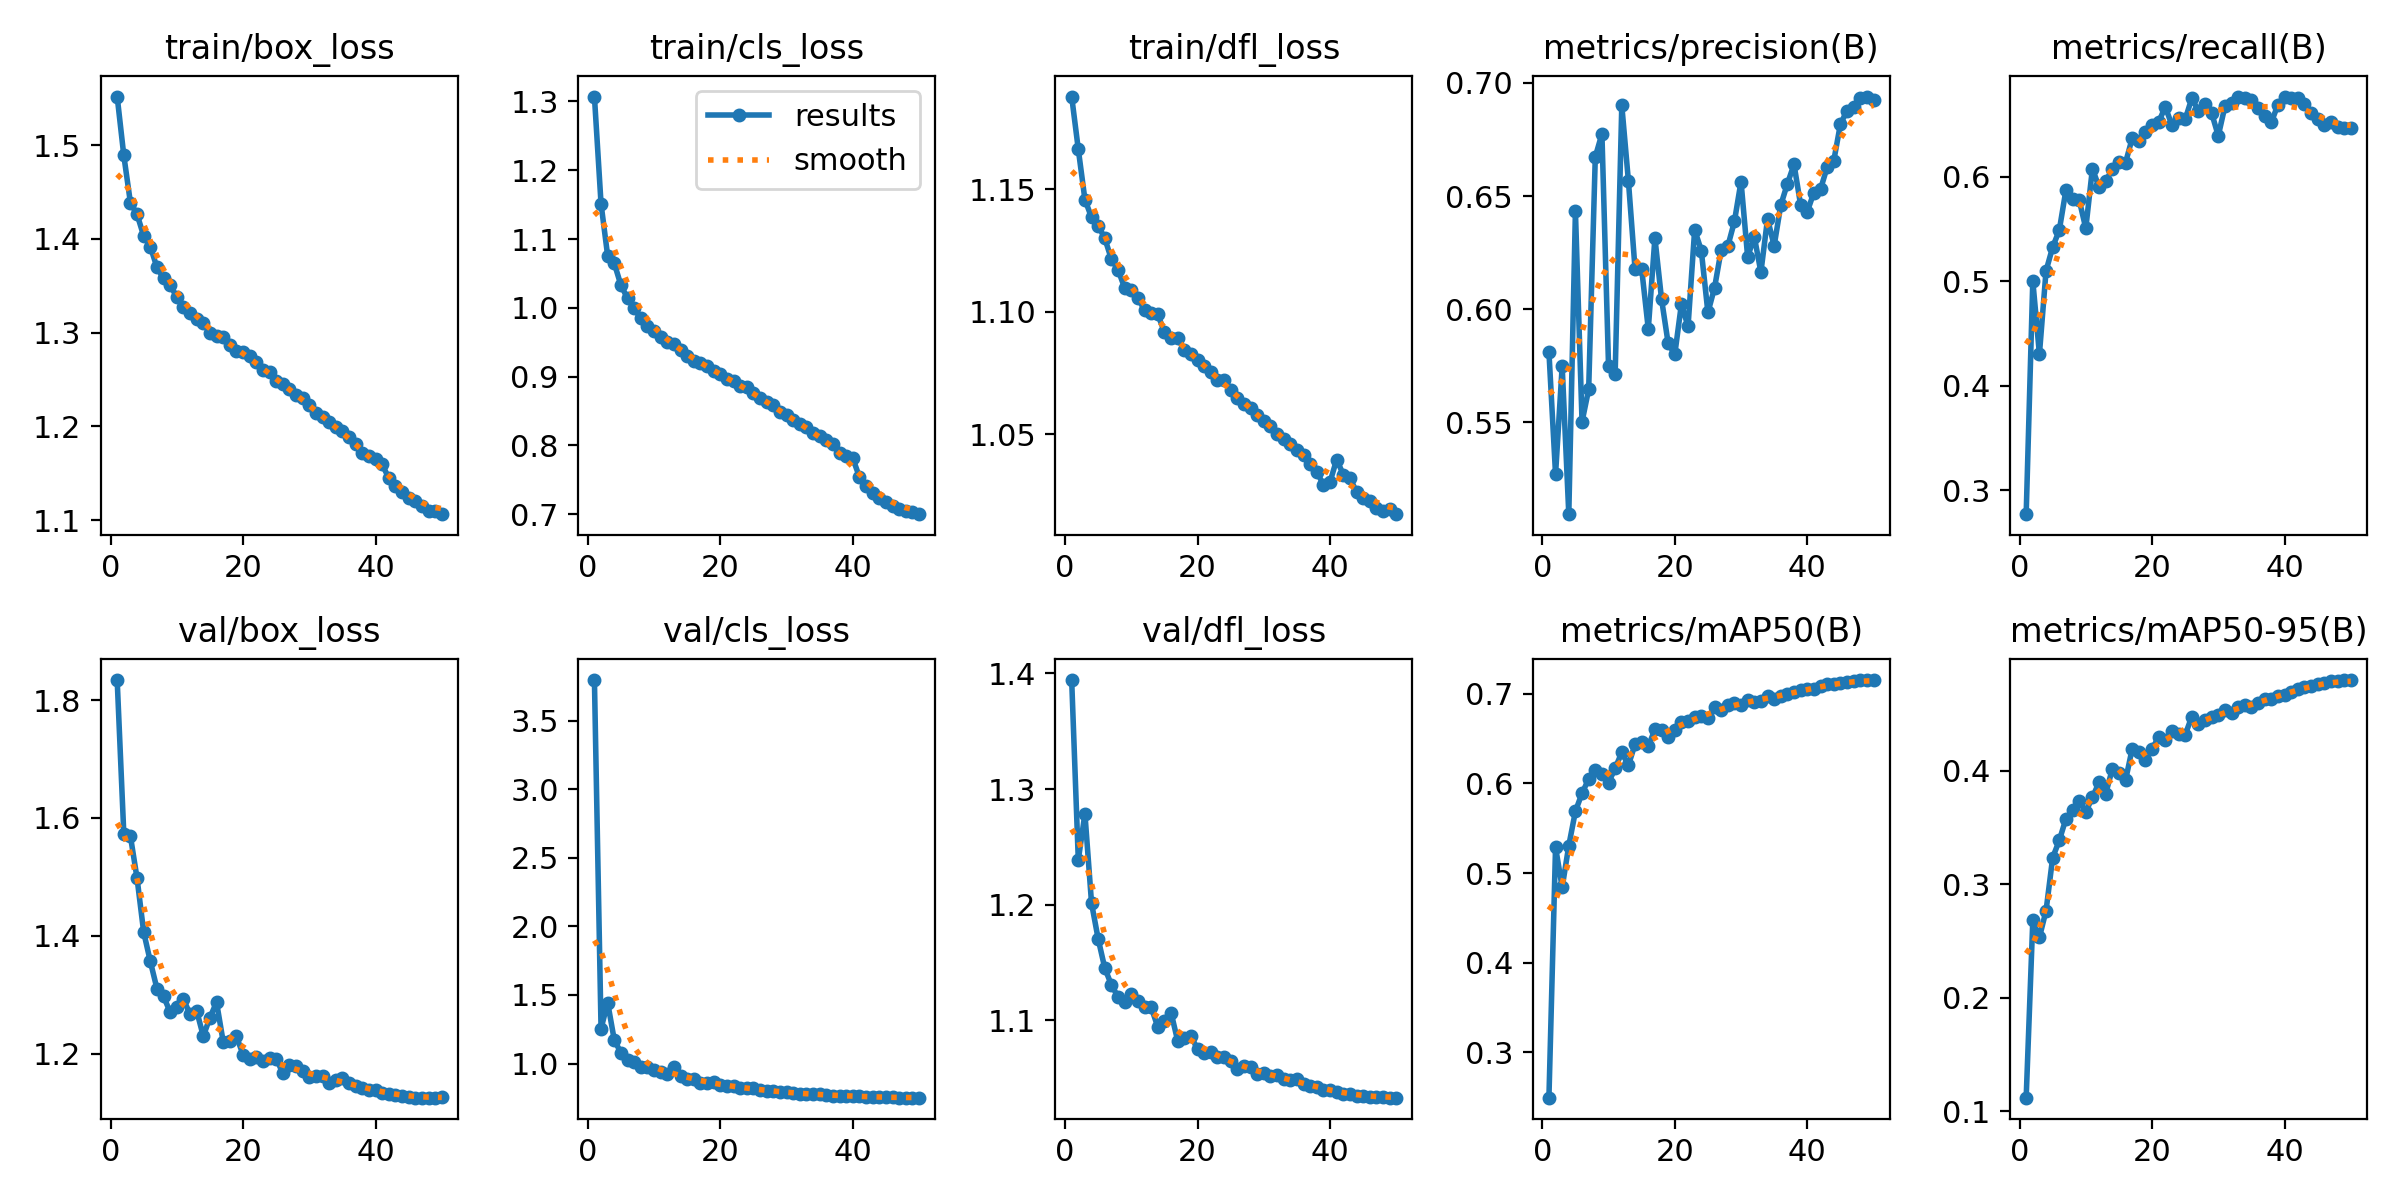 train/box_loss
1.5
1.4
1.3
1.2
1.1
0 20 40
train/cls_loss
results
smooth
1.3
1.2
1.1
1.0
0.9
0.8
0.7
0 20 40
train/dfl_loss
1.15
1.10
1.05
0 20 40
metrics/precision(B)
0.70
0.65
0.60
0.55
0 20 40
metrics/recall(B)
0.6
0.5
0.4
0.3
0 20 40
val/box_loss
1.8
1.6
1.4
1.2
0 20 40
val/cls_loss
3.5
3.0
2.5
2.0
1.5
1.0
0 20 40
val/dfl_loss
1.4
1.3
1.2
1.1
0 20 40
metrics/mAP50(B)
0.7
0.6
0.5
0.4
0.3
0 20 40
metrics/mAP50-95(B)
0.4
0.3
0.2
0.1
0 20 40